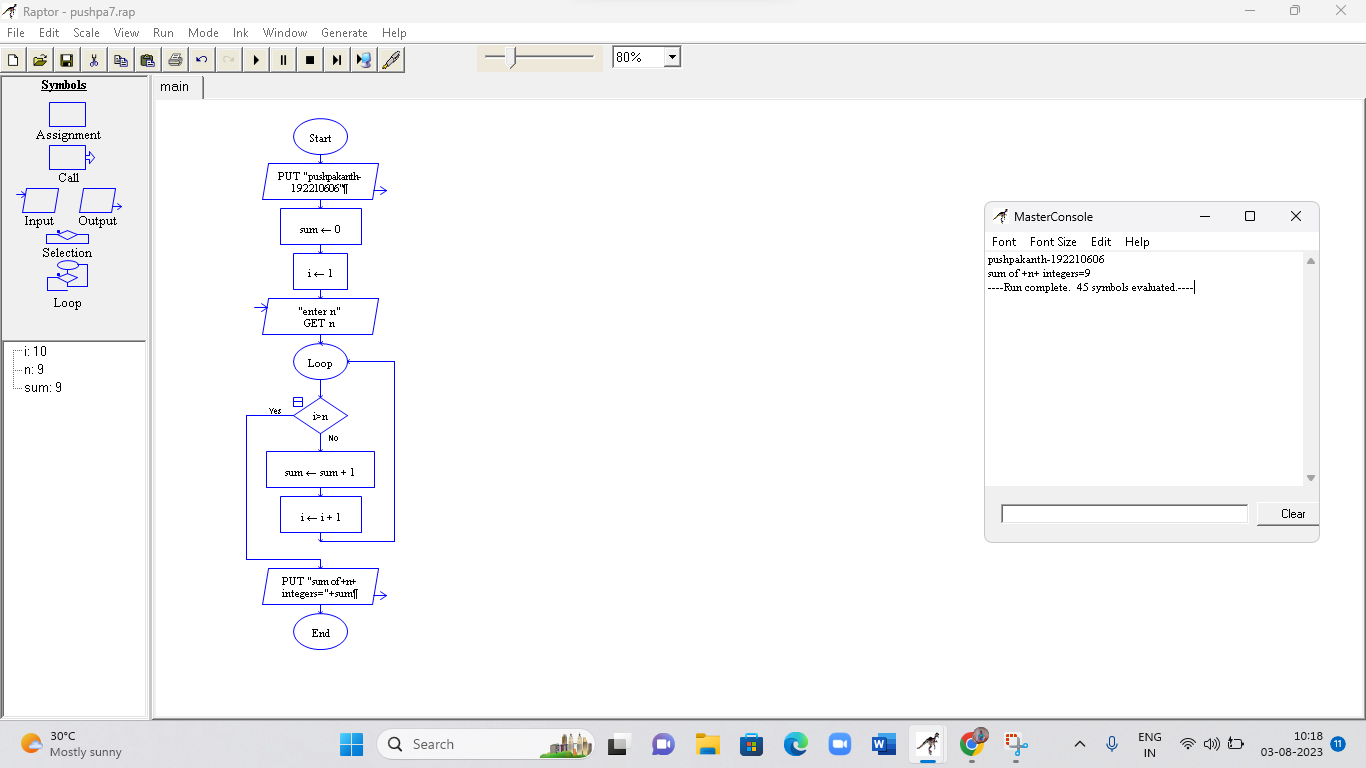 Raptor - pushpa7.rap
File Edit Scale View Run Mode Ink Window Generate Help
80%
Symbols
Assignment
Call
Input Output
Selection
Loop
i: 10
n: 9
sum: 9
main
Start
PUT "pushpakanth-
192210606"¶
sum ← 0
i ← 1
"enter n"
GET n
Loop
Yes
i>n
No
sum ← sum + 1
i ← i + 1
PUT "sum of +n+
integers="+sum¶
End
MasterConsole
Font Font Size Edit Help
pushpakanth-192210606
sum of +n+ integers=9
----Run complete. 45 symbols evaluated.----
Clear
30°C
Mostly sunny
Search
ENG
IN
10:18
03-08-2023
11